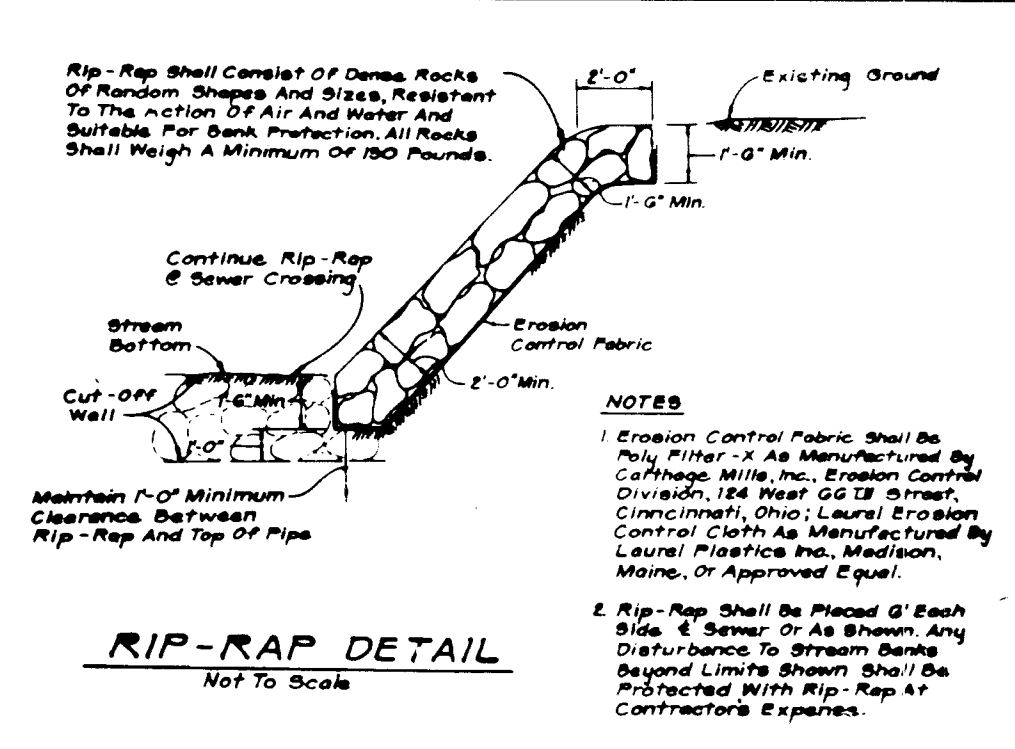 Rip-Rap Shall Consist Of Dense Rocks
Of Random Shapes And Sizes, Resistant
To The Action Of Air And Water And
Suitable For Bank Protection. All Rocks
Shall Weigh A Minimum Of 150 Pounds.
2'-0"
Existing Ground
1'-6" Min.
1'-6" Min.
Continue Rip-Rap
@ Sewer Crossing
Stream
Bottom
Erosion
Control Fabric
2'-0" Min.
Cut-Off
Wall
1'-6" Min.
1'-0"
Maintain 1'-0" Minimum
Clearance Between
Rip-Rap And Top Of Pipe
NOTES
1. Erosion Control Fabric Shall Be
Poly Filter-X As Manufactured By
Carthage Mills, Inc., Erosion Control
Division, 124 West 66 Street,
Cinncinnati, Ohio; Laurel Erosion
Control Cloth As Manufactured By
Laurel Plastics Inc., Madison,
Maine, Or Approved Equal.
2. Rip-Rap Shall Be Placed 6' Each
Side ℄ Sewer Or As Shown. Any
Disturbance To Stream Banks
Beyond Limits Shown Shall Be
Protected With Rip-Rap At
Contractor's Expense.
RIP-RAP DETAIL
Not To Scale